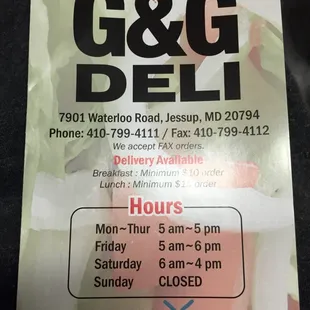 G&G
DELI
7901 Waterloo Road, Jessup, MD 20794
Phone: 410-799-4111 / Fax: 410-799-4112
We accept FAX orders.
Delivery Available
Breakfast : Minimum $10 order
Lunch : Minimum $15 order
Hours
Mon~Thur 5 am~5 pm
Friday 5 am~6 pm
Saturday 6 am~4 pm
Sunday CLOSED